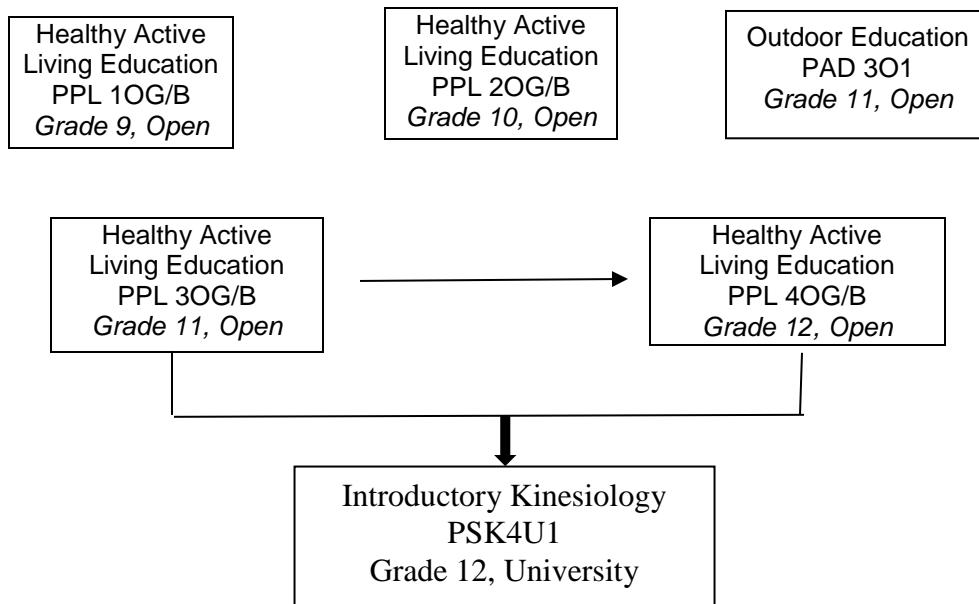 Healthy Active
Living Education
PPL 1OG/B
Grade 9, Open
Healthy Active
Living Education
PPL 2OG/B
Grade 10, Open
Outdoor Education
PAD 3O1
Grade 11, Open
Healthy Active
Living Education
PPL 3OG/B
Grade 11, Open
Healthy Active
Living Education
PPL 4OG/B
Grade 12, Open
Introductory Kinesiology
PSK4U1
Grade 12, University